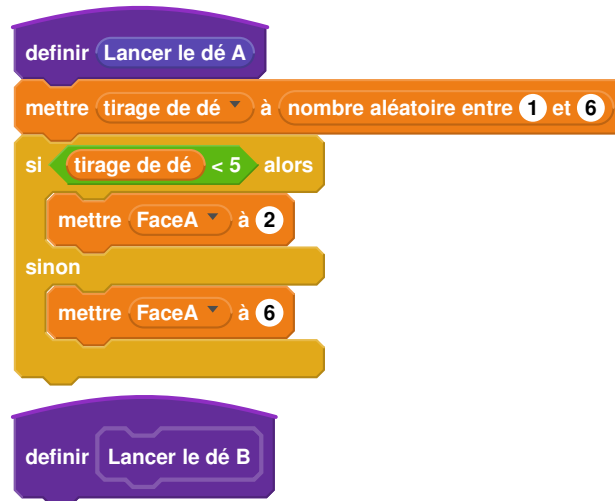 definir Lancer le dé A
mettre tirage de dé à nombre aléatoire entre 1 et 6
si tirage de dé < 5 alors
mettre FaceA à 2
sinon
mettre FaceA à 6
definir Lancer le dé B